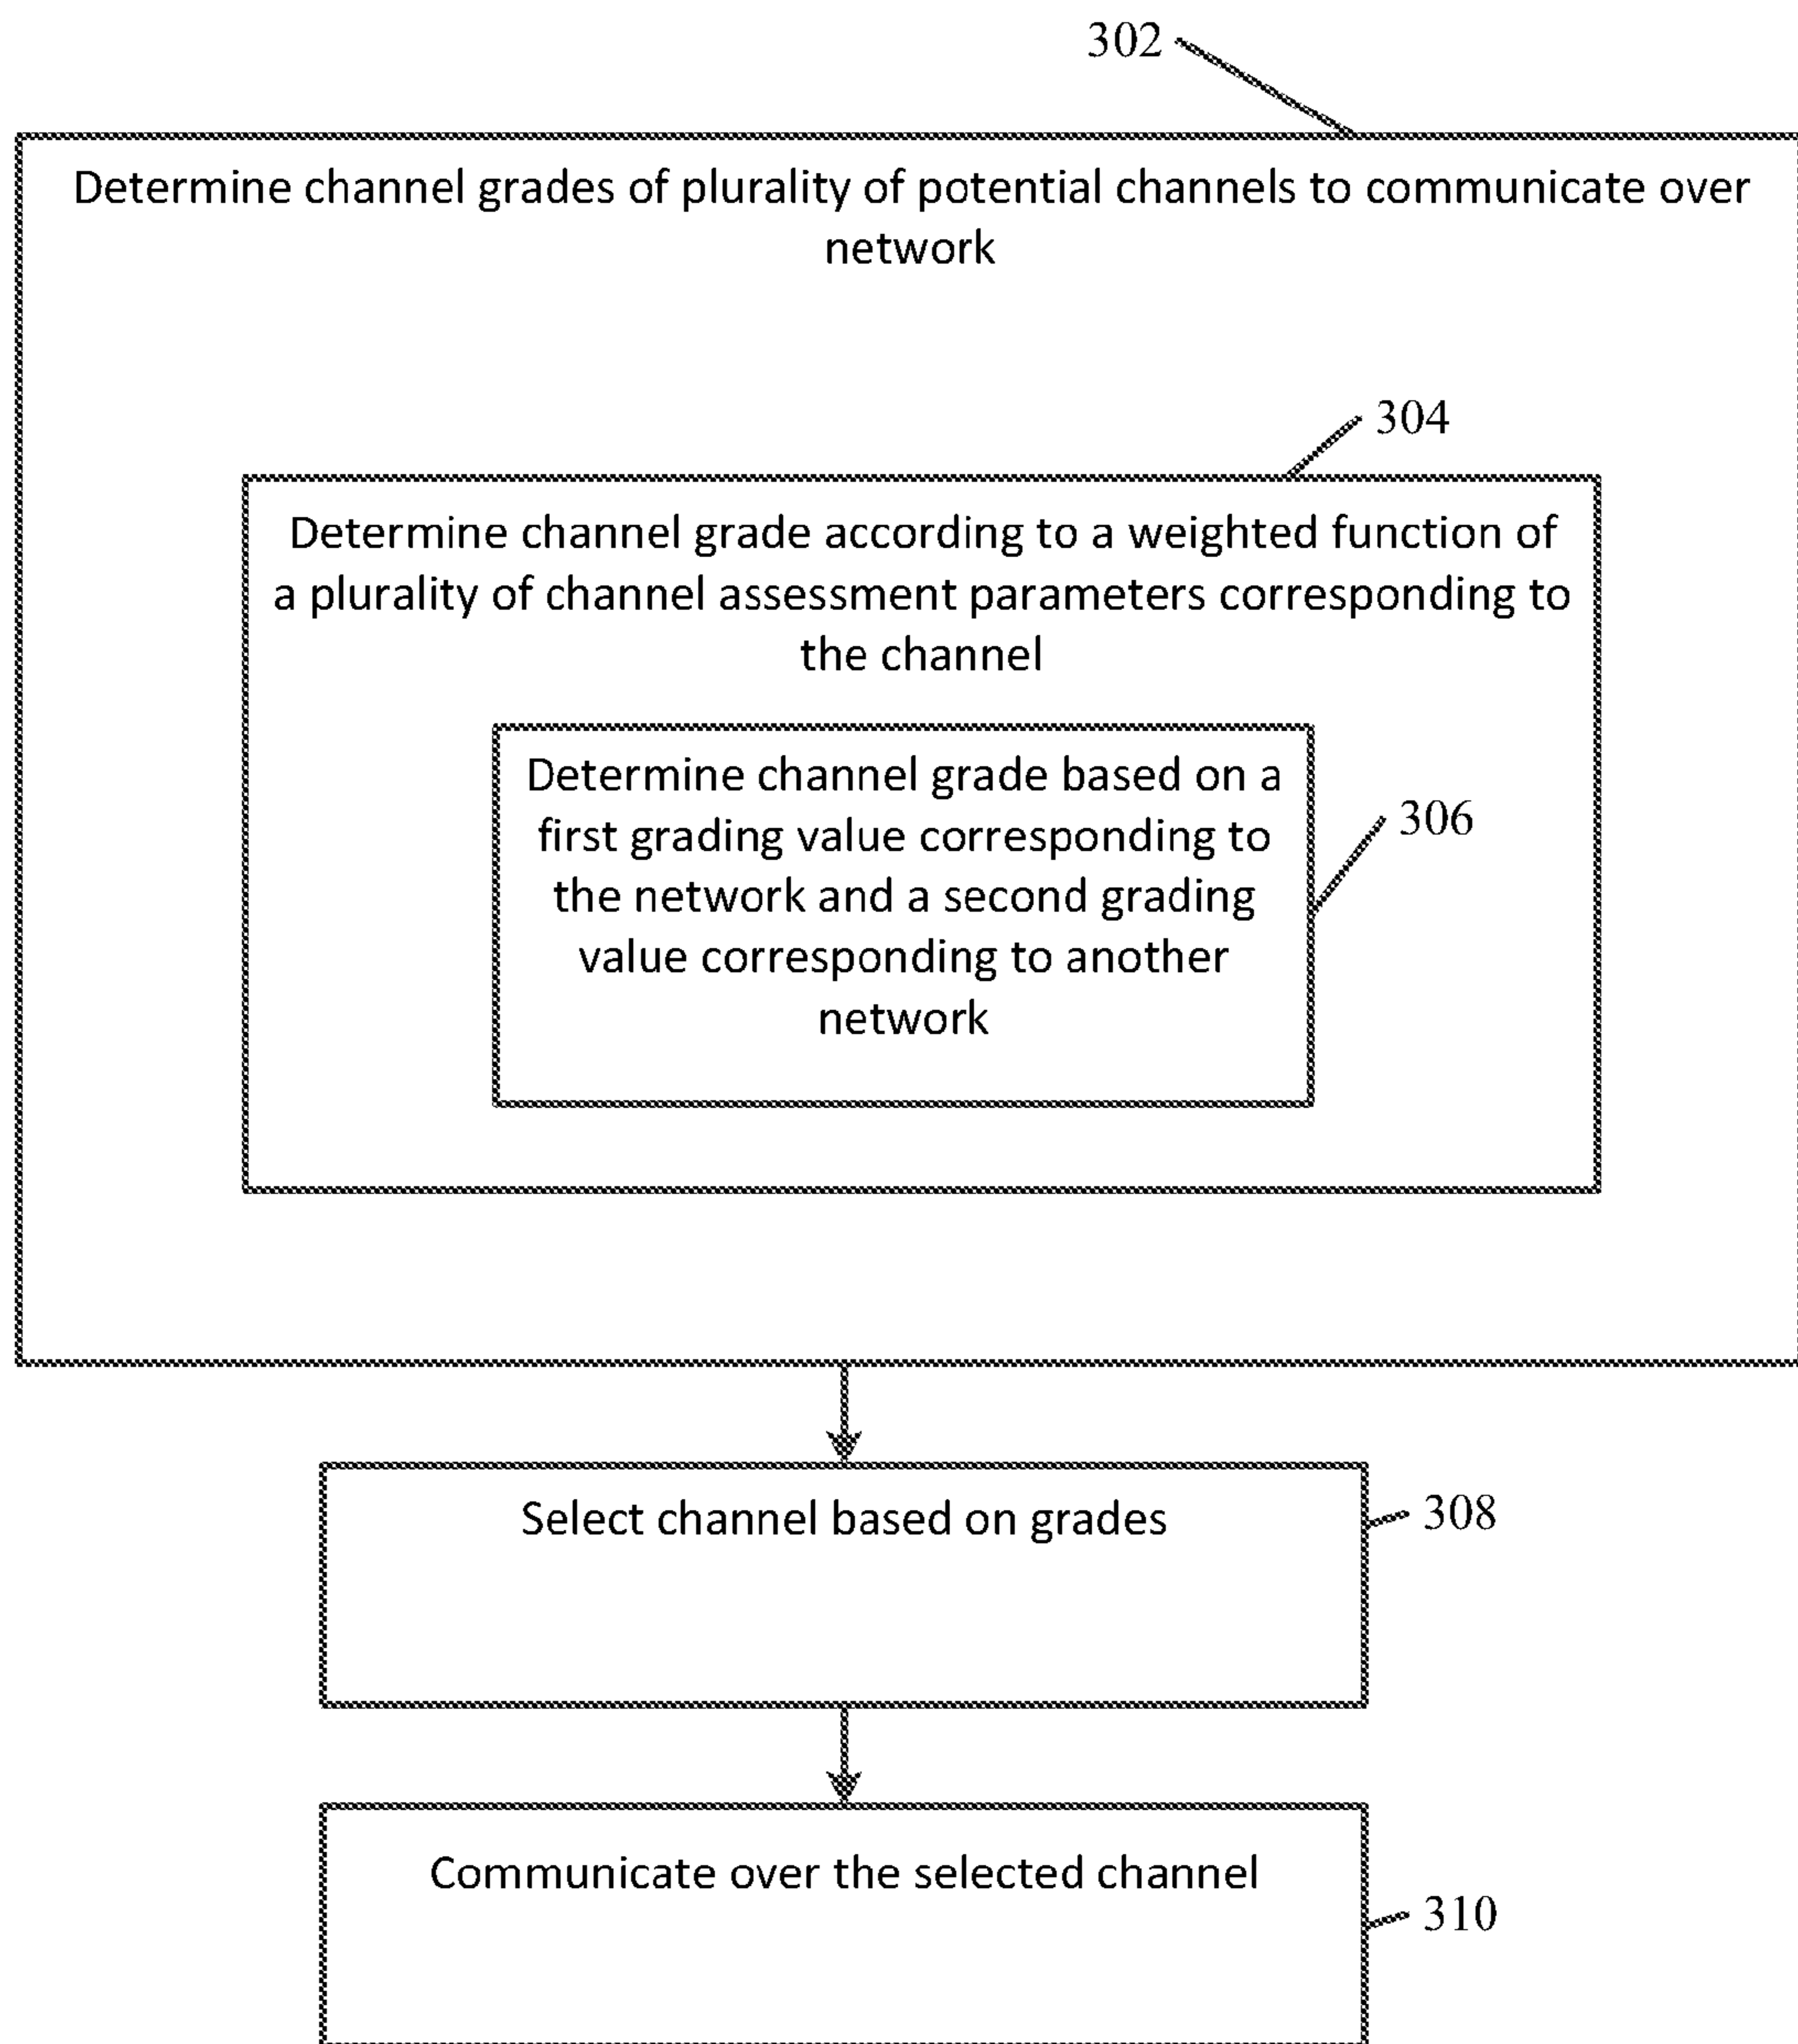 302
Determine channel grades of plurality of potential channels to communicate over
network
304
Determine channel grade according to a weighted function of
a plurality of channel assessment parameters corresponding to
the channel
Determine channel grade based on a
first grading value corresponding to
the network and a second grading
value corresponding to another
network
306
Select channel based on grades
308
Communicate over the selected channel
310